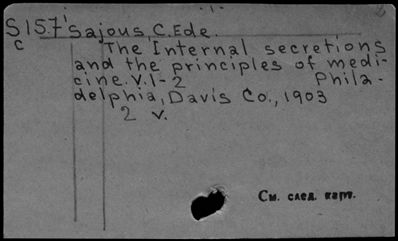 S157' Sajous, C. Ede.
c The Internal secretions
and the principles of medi-
cine. V. 1-2 Phila-
delphia, Davis Co., 1903
2 v.
См. след. карт.